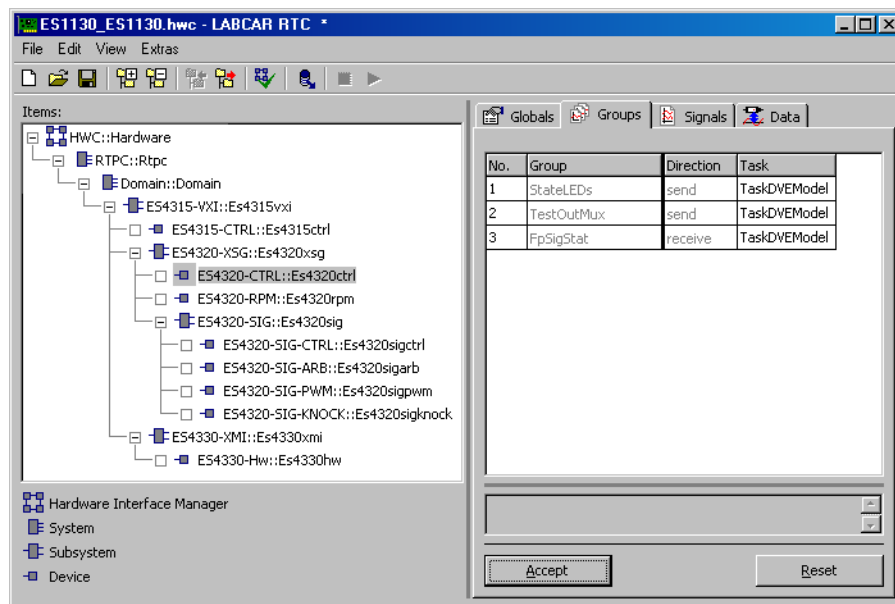 ES1130_ES1130.hwc - LABCAR RTC *
File Edit View Extras
Items:
HWC::Hardware
RTPC::Rtpc
Domain::Domain
ES4315-VXI::Es4315vxi
ES4315-CTRL::Es4315ctrl
ES4320-XSG::Es4320xsg
ES4320-CTRL::Es4320ctrl
ES4320-RPM::Es4320rpm
ES4320-SIG::Es4320sig
ES4320-SIG-CTRL::Es4320sigctrl
ES4320-SIG-ARB::Es4320sigarb
ES4320-SIG-PWM::Es4320sigpwm
ES4320-SIG-KNOCK::Es4320sigknock
ES4330-XMI::Es4330xmi
ES4330-Hw::Es4330hw
Hardware Interface Manager
System
Subsystem
Device
Globals Groups Signals Data
No. Group Direction Task
1 StateLEDs send TaskDVEModel
2 TestOutMux send TaskDVEModel
3 FpSigStat receive TaskDVEModel
Accept Reset